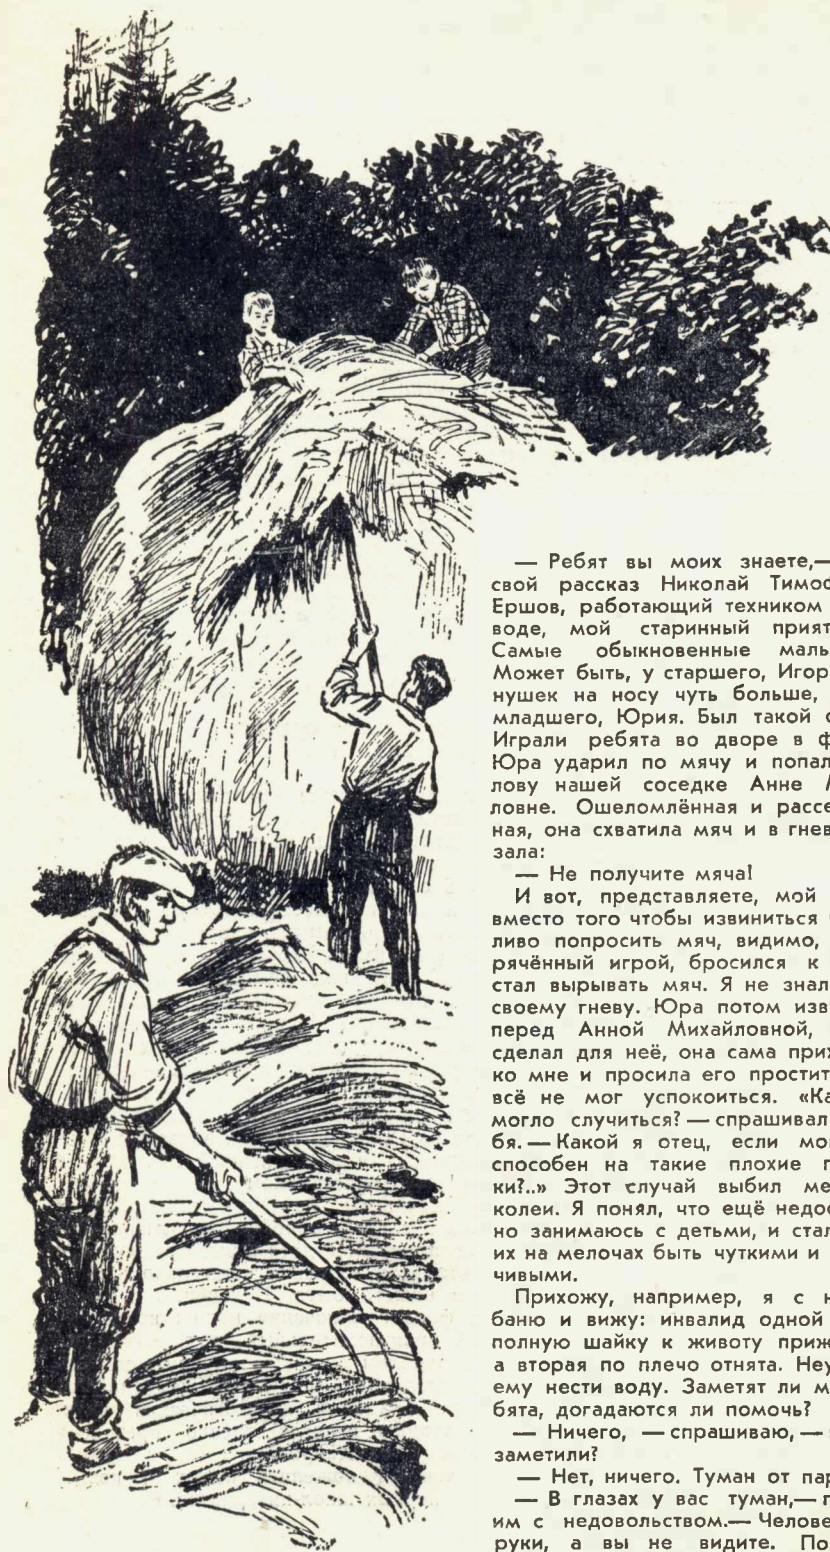 — Ребят вы моих знаете,—
свой рассказ Николай Тимоф
Ершов, работающий техником
воде, мой старинный прият
Самые обыкновенные маль
Может быть, у старшего, Игор
нушек на носу чуть больше,
младшего, Юрия. Был такой с
Играли ребята во дворе в ф
Юра ударил по мячу и попал
лову нашей соседке Анне
ловне. Ошеломлённая и рассе
ная, она схватила мяч и в гнев
зала:
— Не получите мяча!
И вот, представляете, мой
вместо того чтобы извиниться
ливо попросить мяч, видимо,
рячённый игрой, бросился к
стал вырывать мяч. Я не знал
своему гневу. Юра потом изв
перед Анной Михайловной,
сделал для неё, она сама прих
ко мне и просила его простит
всё не мог успокоиться. «Ка
могло случиться? — спрашивал
бя. — Какой я отец, если мо
способен на такие плохие п
ки?..» Этот случай выбил ме
колеи. Я понял, что ещё недос
но занимаюсь с детьми, и стал
их на мелочах быть чуткими и
чивыми.
Прихожу, например, я с н
баню и вижу: инвалид одной
полную шайку к животу приж
а вторая по плечо отнята. Неу
ему нести воду. Заметят ли м
бята, догадаются ли помочь?
— Ничего, — спрашиваю, —
заметили?
— Нет, ничего. Туман от пар
— В глазах у вас туман,— г
им с недовольством.— Челове
руки, а вы не видите. По